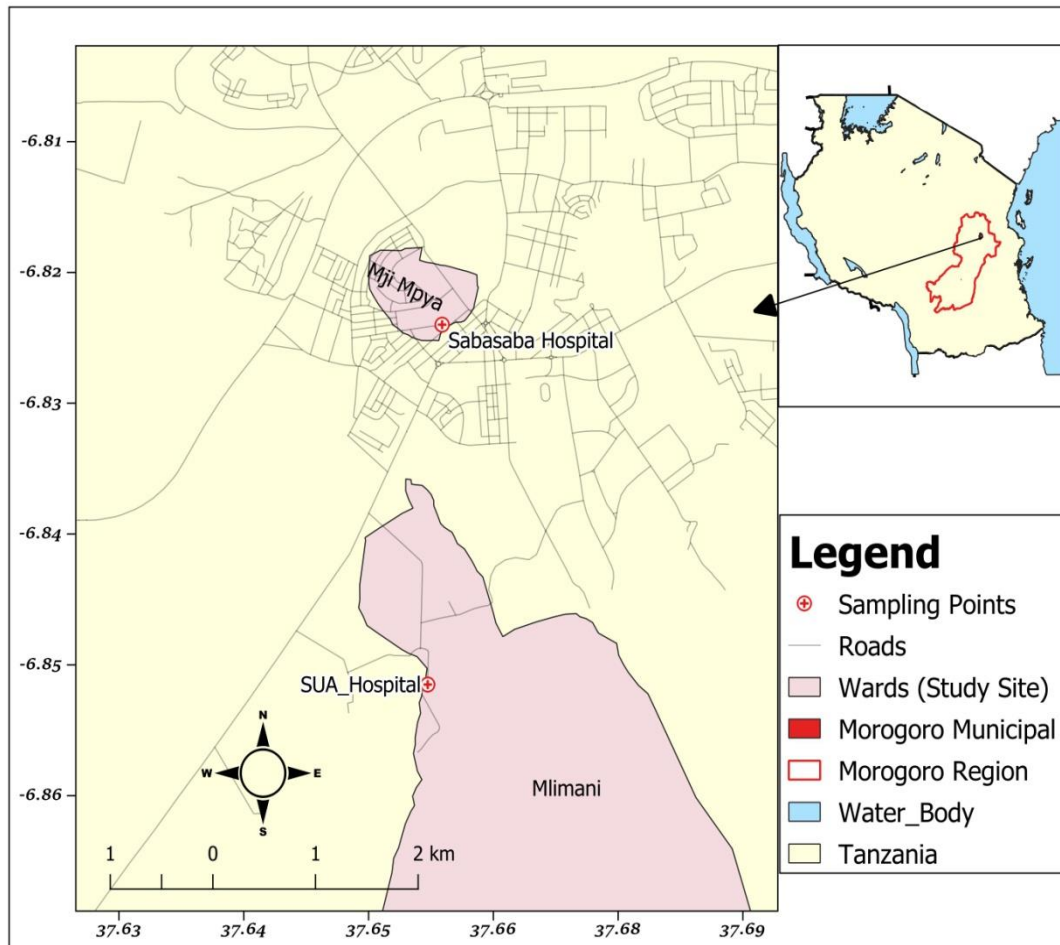 -6.81
-6.82
-6.83
-6.84
-6.85
-6.86
Mji Mpya
Sabasaba Hospital
SUA_Hospital
Mlimani
N
W E
S
1 0 1 2 km
37.63 37.64 37.65 37.66 37.67 37.68 37.69
Legend
Sampling Points
Roads
Wards (Study Site)
Morogoro Municipal
Morogoro Region
Water_Body
Tanzania